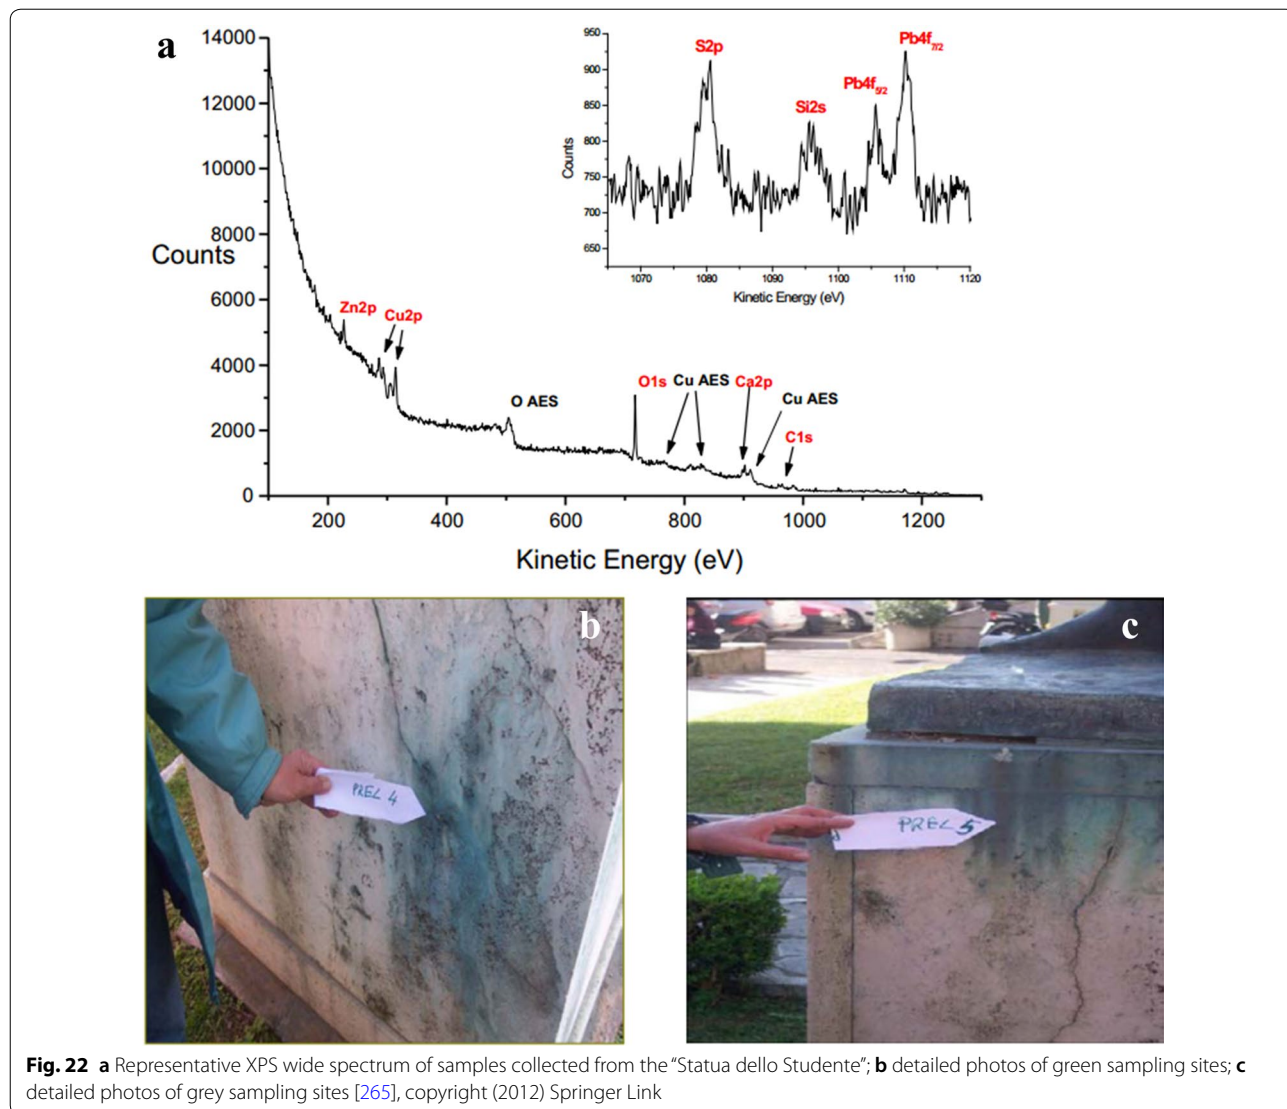 a
14000
12000
10000
8000
6000
4000
2000
0
Counts
200
400
600
800
1000
1200
Kinetic Energy (eV)
Zn2p
Cu2p
O AES
O1s
Cu AES
Ca2p
Cu AES
C1s
950
900
850
800
750
700
650
Counts
1070
1080
1090
1100
1110
1120
Kinetic Energy (eV)
S2p
Si2s
Pb4f5/2
Pb4f7/2
b
PREL 4
c
PREL 5
Fig. 22 a Representative XPS wide spectrum of samples collected from the “Statua dello Studente”; b detailed photos of green sampling sites; c
detailed photos of grey sampling sites [265], copyright (2012) Springer Link